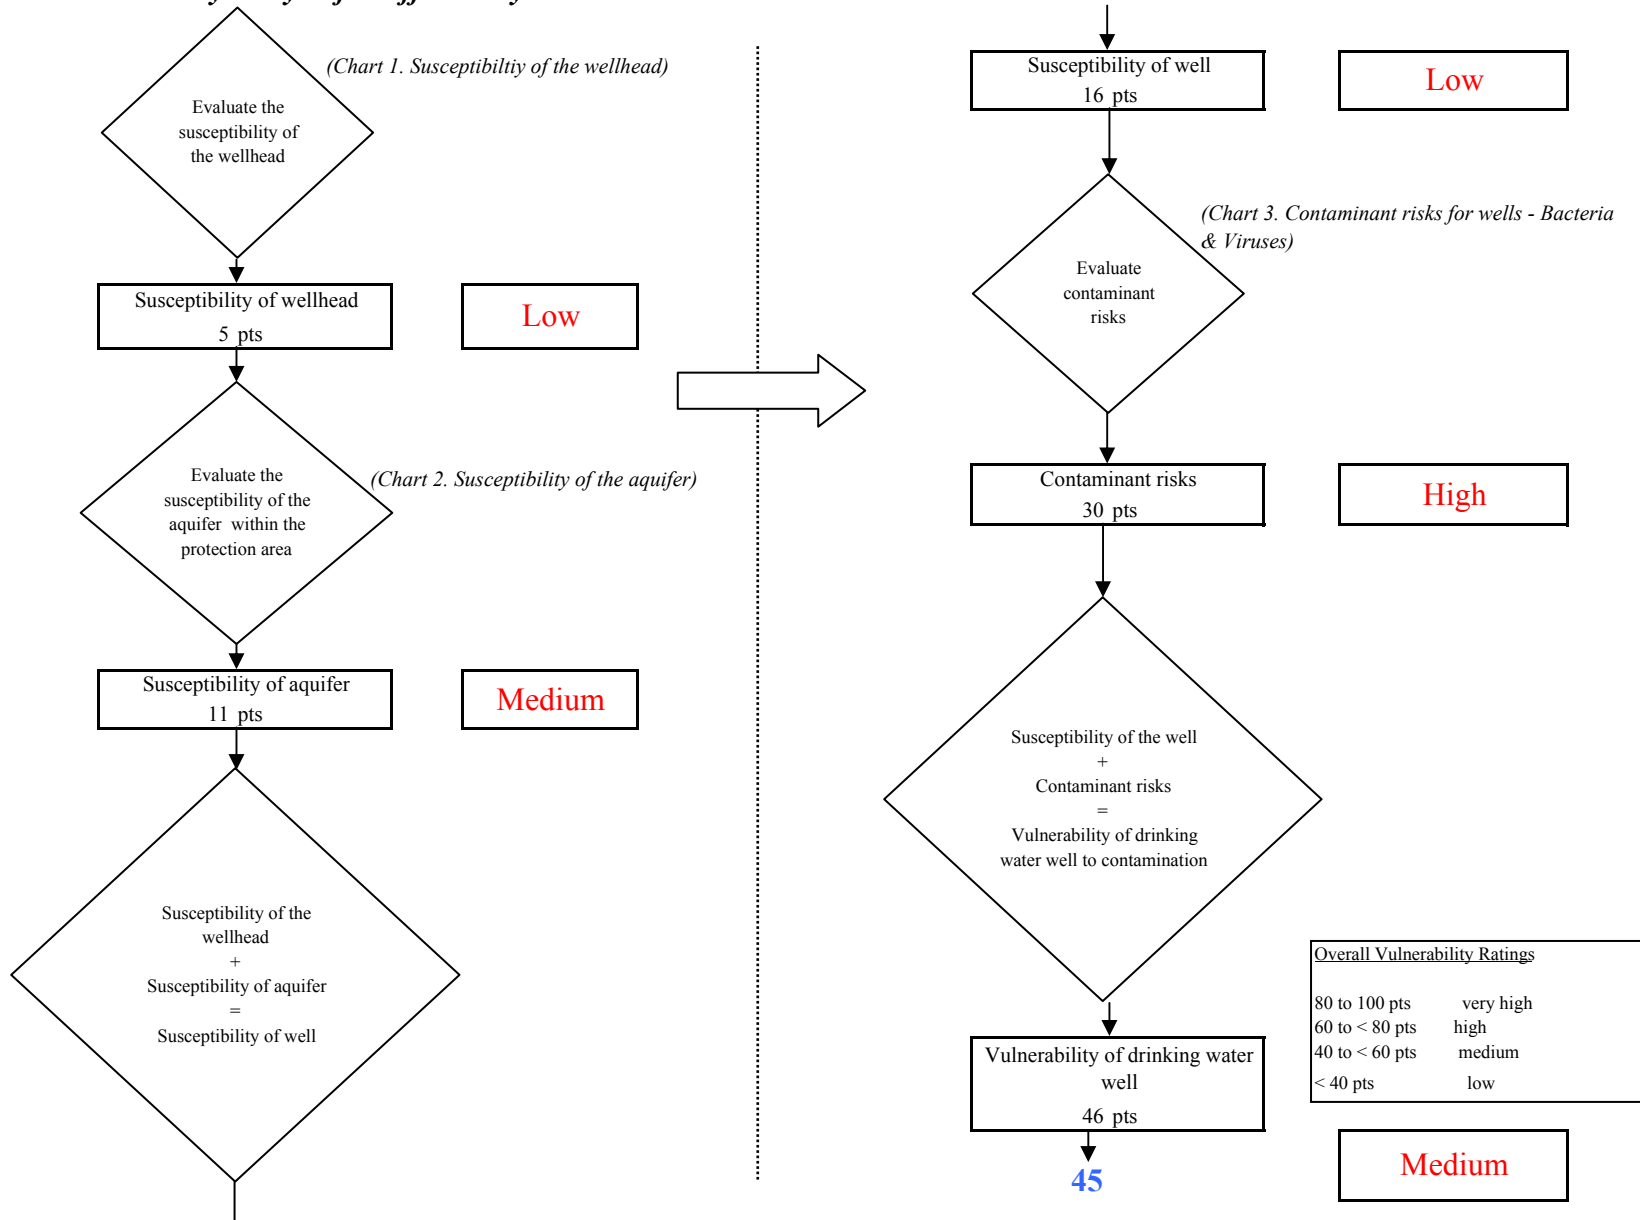 (Chart 1. Susceptibiltiy of the wellhead)
Evaluate the
susceptibility of
the wellhead
Susceptibility of wellhead
5 pts
Low
Evaluate the
susceptibility of the
aquifer within the
protection area
(Chart 2. Susceptibility of the aquifer)
Susceptibility of aquifer
11 pts
Medium
Susceptibility of the
wellhead
+
Susceptibility of aquifer
=
Susceptibility of well
Susceptibility of well
16 pts
Low
(Chart 3. Contaminant risks for wells - Bacteria
& Viruses)
Evaluate
contaminant
risks
Contaminant risks
30 pts
High
Susceptibility of the well
+
Contaminant risks
=
Vulnerability of drinking
water well to contamination
Overall Vulnerability Ratings
80 to 100 pts very high
60 to < 80 pts high
40 to < 60 pts medium
< 40 pts low
Vulnerability of drinking water
well
46 pts
45
Medium